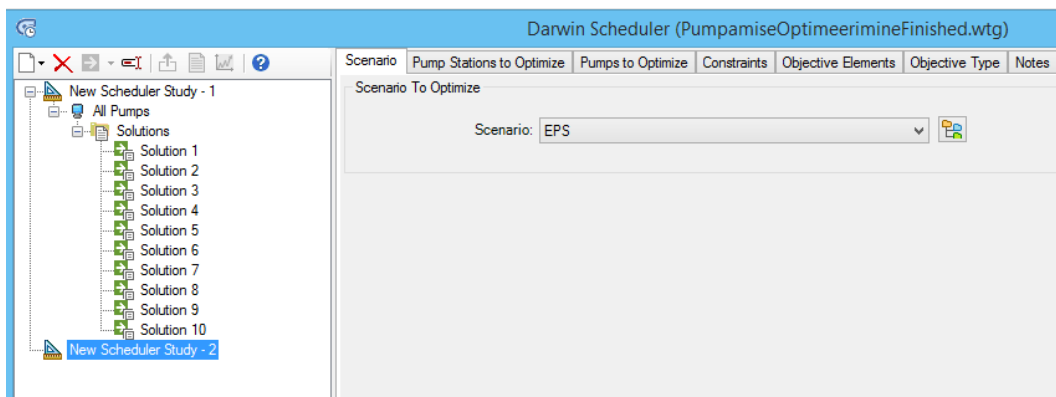 Darwin Scheduler (PumpamiseOptimeerimineFinished.wtg)
Scenario Pump Stations to Optimize Pumps to Optimize Constraints Objective Elements Objective Type Notes
New Scheduler Study - 1
All Pumps
Solutions
Solution 1
Solution 2
Solution 3
Solution 4
Solution 5
Solution 6
Solution 7
Solution 8
Solution 9
Solution 10
New Scheduler Study - 2
Scenario To Optimize
Scenario: EPS